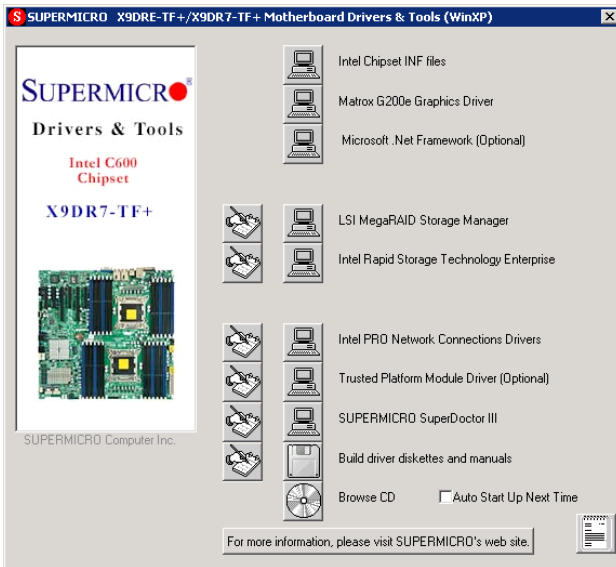 SUPERMICRO X9DRE-TF+/X9DR7-TF+ Motherboard Drivers & Tools (WinXP)
SUPERMICRO
Drivers & Tools
Intel C600
Chipset
X9DR7-TF+
SUPERMICRO Computer Inc.
Intel Chipset INF files
Matrox G200e Graphics Driver
Microsoft .Net Framework (Optional)
LSI MegaRAID Storage Manager
Intel Rapid Storage Technology Enterprise
Intel PRO Network Connections Drivers
Trusted Platform Module Driver (Optional)
SUPERMICRO SuperDoctor III
Build driver diskettes and manuals
Browse CD
Auto Start Up Next Time
For more information, please visit SUPERMICRO's web site.